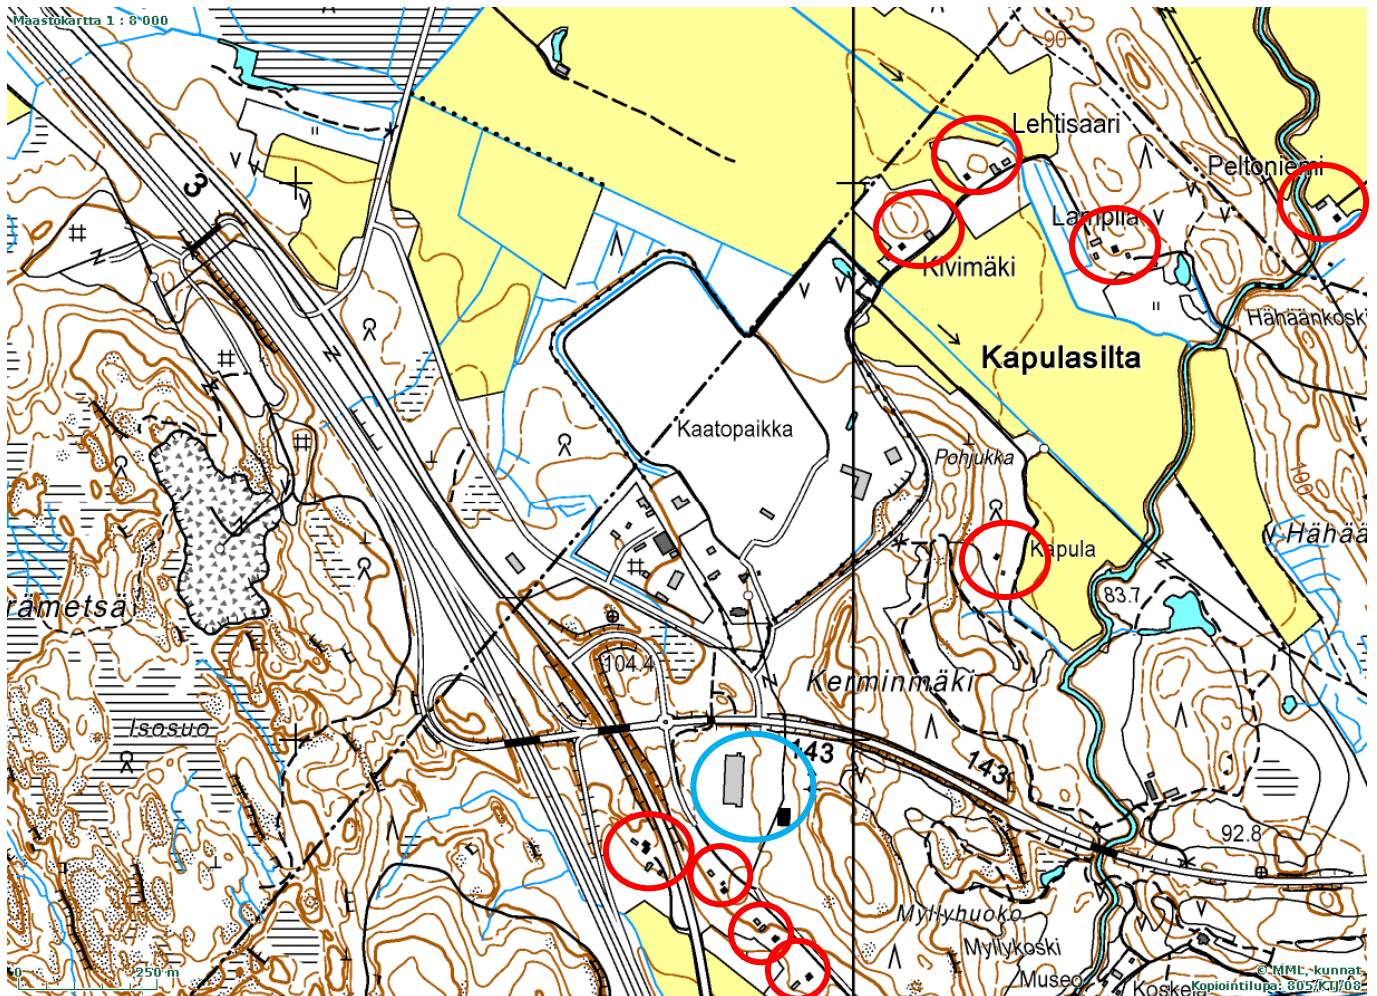 Maastokartta 1 : 8 000
90
Lehtisaari
Peltoniemi
3
Lampila
Kivimäki
Hähäänkosk
Kapulasilta
Kaatopaikka
Pohjukka
100
Hähää
Kapula
83.7
rämetsä
104.4
Kerminmäki
Isosuo
143
143
92.8
Myllyhuoko
Myllykoski
Museo
Koskela
0
250 m
© MML, kunnat
Kopiointilupa: 805/KTJ/08